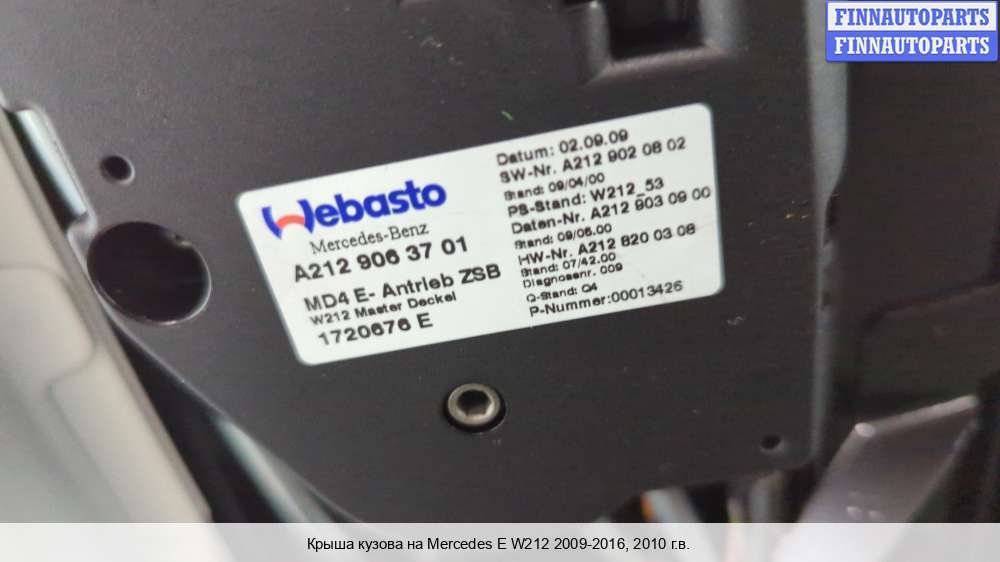 FINNAUTOPARTS
FINNAUTOPARTS
Webasto
Mercedes-Benz
A212 906 37 01
MD4 E- Antrieb ZSB
W212 Master Deckel
1720676 E
Datum: 02.09.09
SW-Nr. A212 902 08 02
Stand: 09/04/00
PS-Stand: W212_53
Daten-Nr. A212 903 09 00
Stand: 09/06.00
HW-Nr. A212 820 03 08
Stand: 07/42.00
Diagnosenr. 009
Q-Stand: Q4
P-Nummer:00013426
Крыша кузова на Mercedes E W212 2009-2016, 2010 г.в.